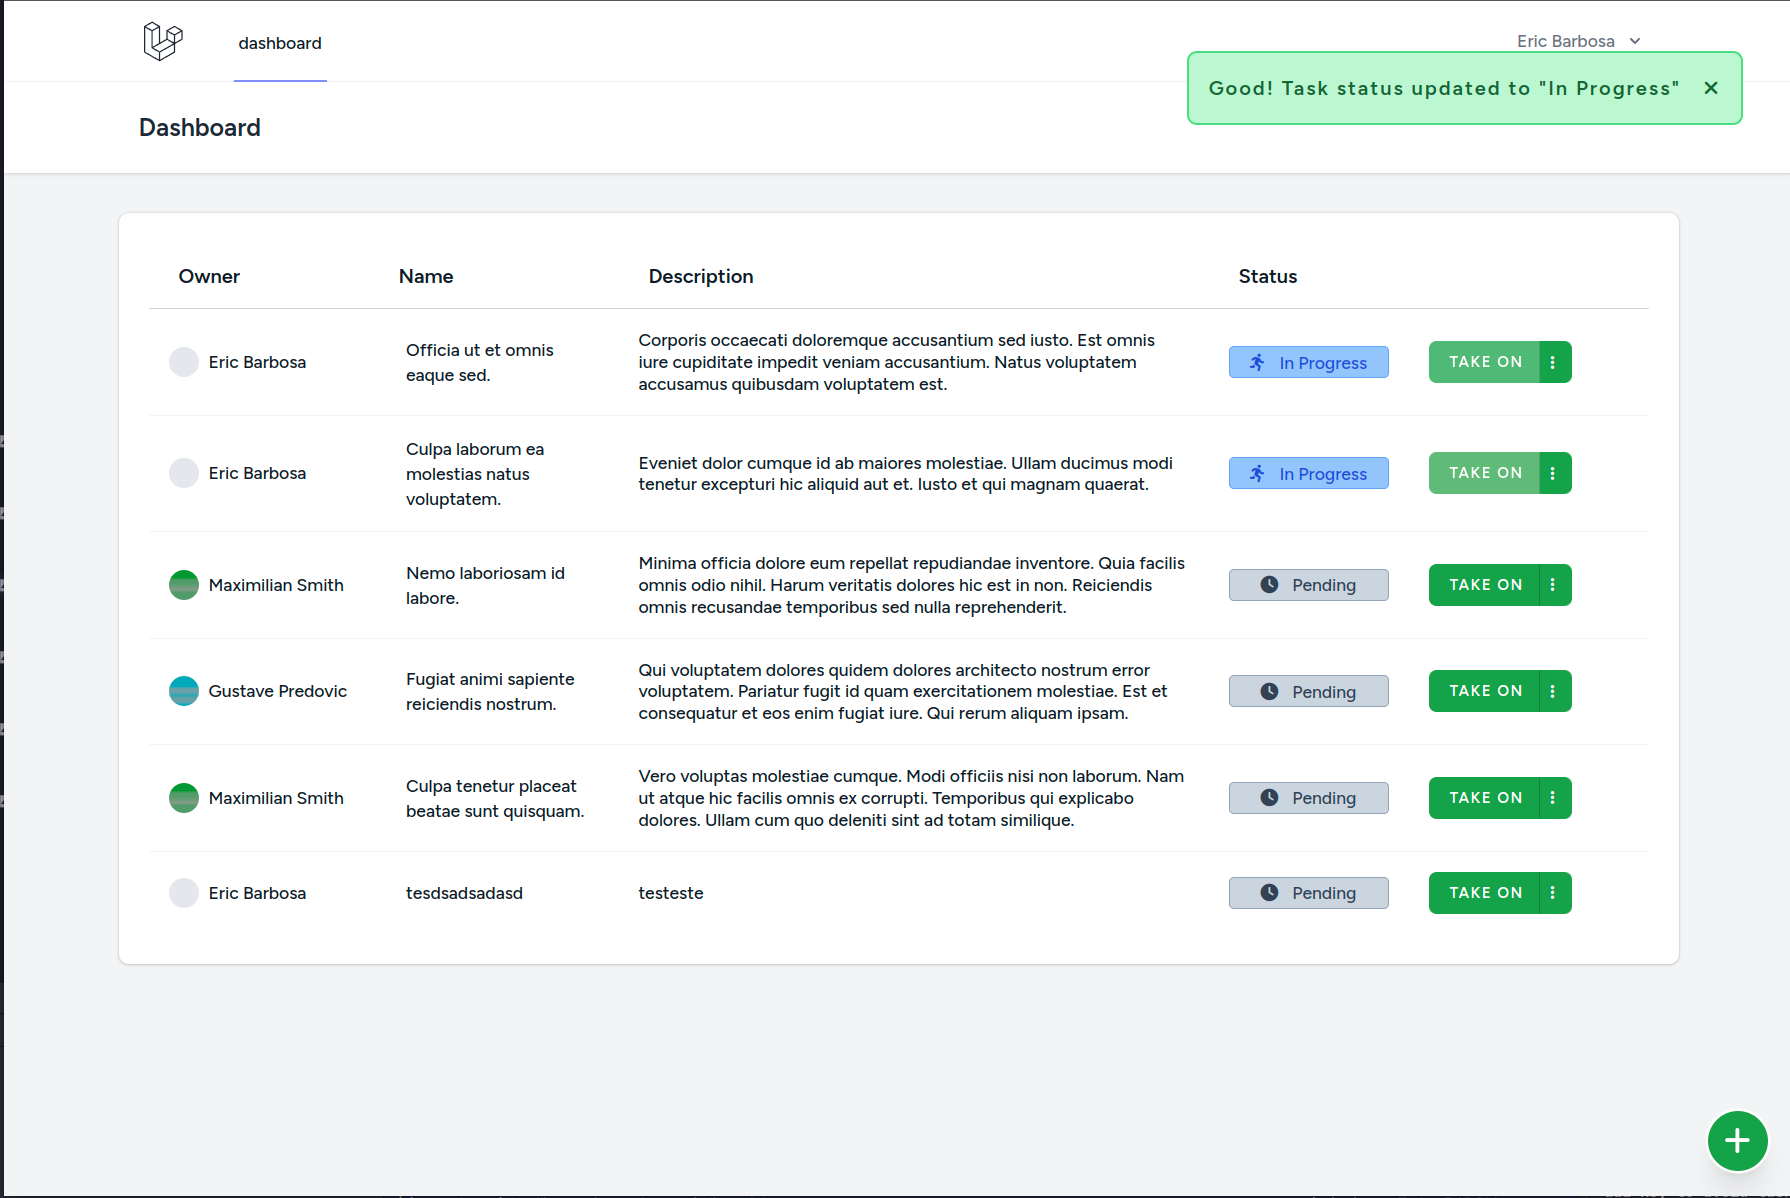 dashboard
Eric Barbosa
Good! Task status updated to "In Progress"
Dashboard
Owner Name Description Status
Eric Barbosa
Officia ut et omnis
eaque sed.
Corporis occaecati doloremque accusantium sed iusto. Est omnis
iure cupiditate impedit veniam accusantium. Natus voluptatem
accusamus quibusdam voluptatem est.
In Progress
TAKE ON
Eric Barbosa
Culpa laborum ea
molestias natus
voluptatem.
Eveniet dolor cumque id ab maiores molestiae. Ullam ducimus modi
tenetur excepturi hic aliquid aut et. Iusto et qui magnam quaerat.
In Progress
TAKE ON
Maximilian Smith
Nemo laboriosam id
labore.
Minima officia dolore eum repellat repudiandae inventore. Quia facilis
omnis odio nihil. Harum veritatis dolores hic est in non. Reiciendis
omnis recusandae temporibus sed nulla reprehenderit.
Pending
TAKE ON
Gustave Predovic
Fugiat animi sapiente
reiciendis nostrum.
Qui voluptatem dolores quidem dolores architecto nostrum error
voluptatem. Pariatur fugit id quam exercitationem molestiae. Est et
consequatur et eos enim fugiat iure. Qui rerum aliquam ipsam.
Pending
TAKE ON
Maximilian Smith
Culpa tenetur placeat
beatae sunt quisquam.
Vero voluptas molestiae cumque. Modi officiis nisi non laborum. Nam
ut atque hic facilis omnis ex corrupti. Temporibus qui explicabo
dolores. Ullam cum quo deleniti sint ad totam similique.
Pending
TAKE ON
Eric Barbosa
tesdsadsadasd
testeste
Pending
TAKE ON